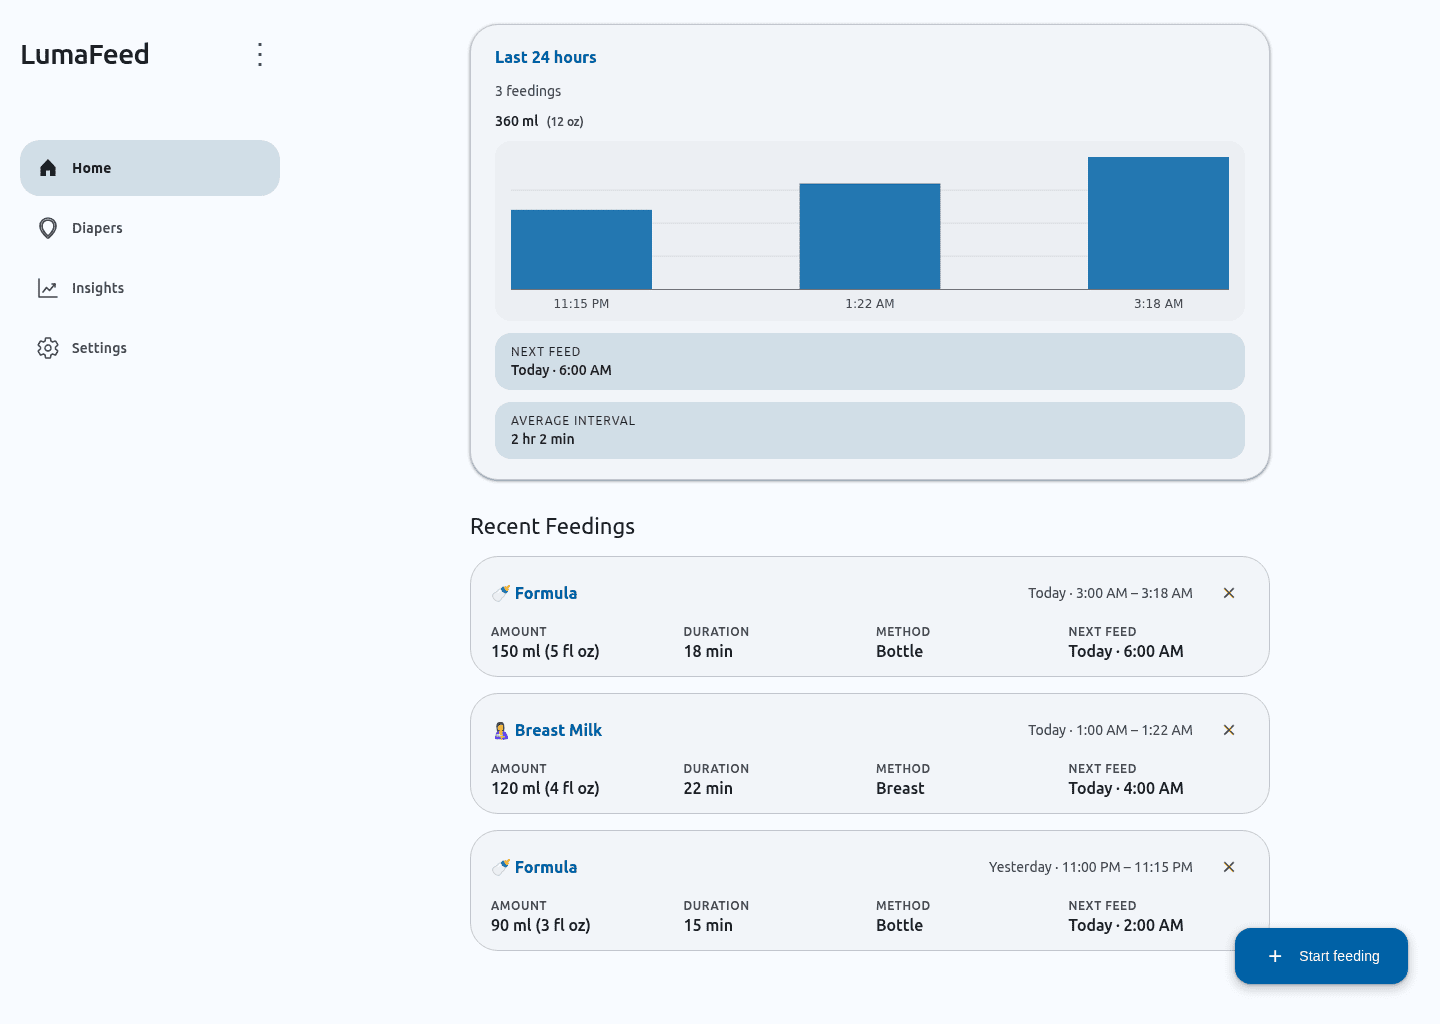 LumaFeed
Home
Diapers
Insights
Settings
Last 24 hours
3 feedings
360 ml (12 oz)
11:15 PM 1:22 AM 3:18 AM
NEXT FEED
Today · 6:00 AM
AVERAGE INTERVAL
2 hr 2 min
Recent Feedings
Formula Today · 3:00 AM – 3:18 AM
AMOUNT DURATION METHOD NEXT FEED
150 ml (5 fl oz) 18 min Bottle Today · 6:00 AM
Breast Milk Today · 1:00 AM – 1:22 AM
AMOUNT DURATION METHOD NEXT FEED
120 ml (4 fl oz) 22 min Breast Today · 4:00 AM
Formula Yesterday · 11:00 PM – 11:15 PM
AMOUNT DURATION METHOD NEXT FEED
90 ml (3 fl oz) 15 min Bottle Today · 2:00 AM
Start feeding